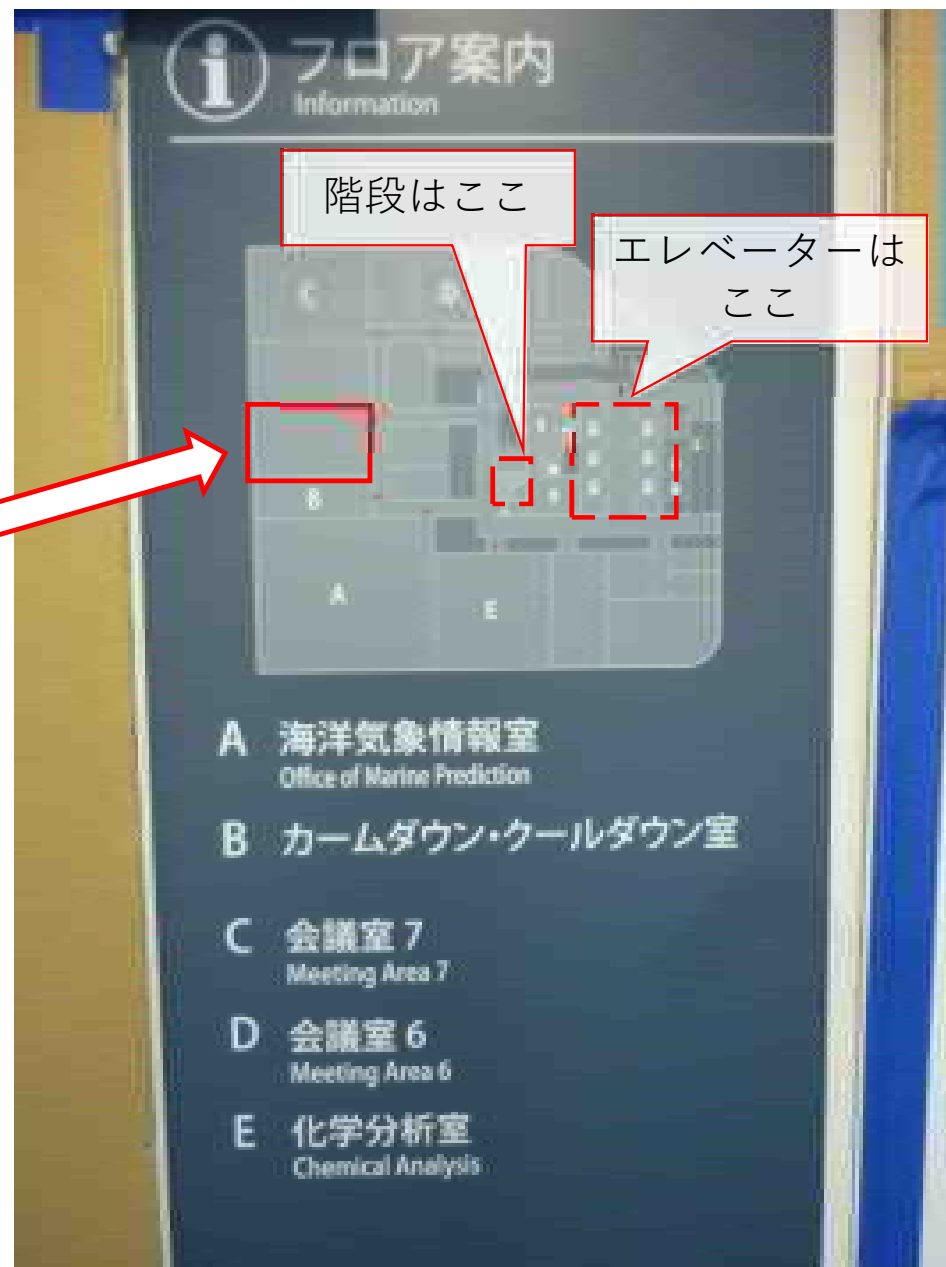 フロア案内
Information
階段はここ
エレベーターは
ここ
C
D
B
A
E
A 海洋気象情報室
Office of Marine Prediction
B カームダウン・クールダウン室
C 会議室 7
Meeting Area 7
D 会議室 6
Meeting Area 6
E 化学分析室
Chemical Analysis